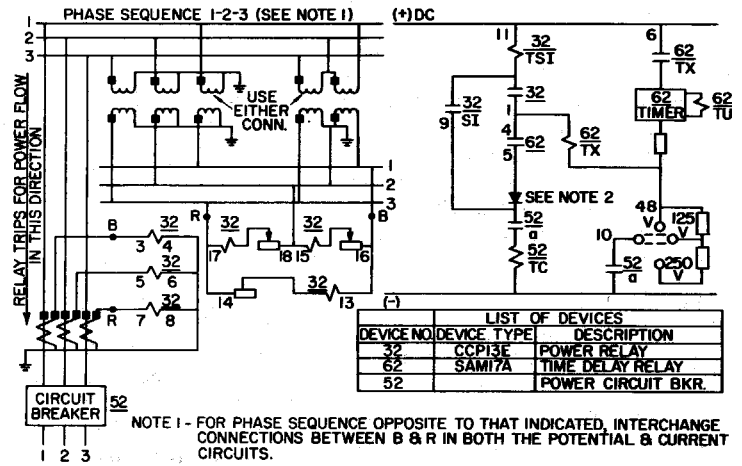 PHASE SEQUENCE 1-2-3 (SEE NOTE 1)
(+) DC
1
2
3
USE
EITHER
CONN.
1
2
3
RELAY TRIPS FOR POWER FLOW
IN THIS DIRECTION
B
32
3 4
32
5 6
R
32
7 8
R
B
32
17
18
32
15
16
14
32
13
11
32
TSI
32
SI
9
32
1
4
62
5
62
TX
SEE NOTE 2
52
a
52
TC
6
62
TX
62
TIMER
62
TU
48
V
125
V
10
250
V
52
a
(-)
CIRCUIT
BREAKER
52
1 2 3
LIST OF DEVICES
DEVICE NO. DEVICE TYPE DESCRIPTION
32 CCP13E POWER RELAY
62 SAM17A TIME DELAY RELAY
52 POWER CIRCUIT BKR.
NOTE 1 - FOR PHASE SEQUENCE OPPOSITE TO THAT INDICATED, INTERCHANGE
CONNECTIONS BETWEEN B & R IN BOTH THE POTENTIAL & CURRENT
CIRCUITS.